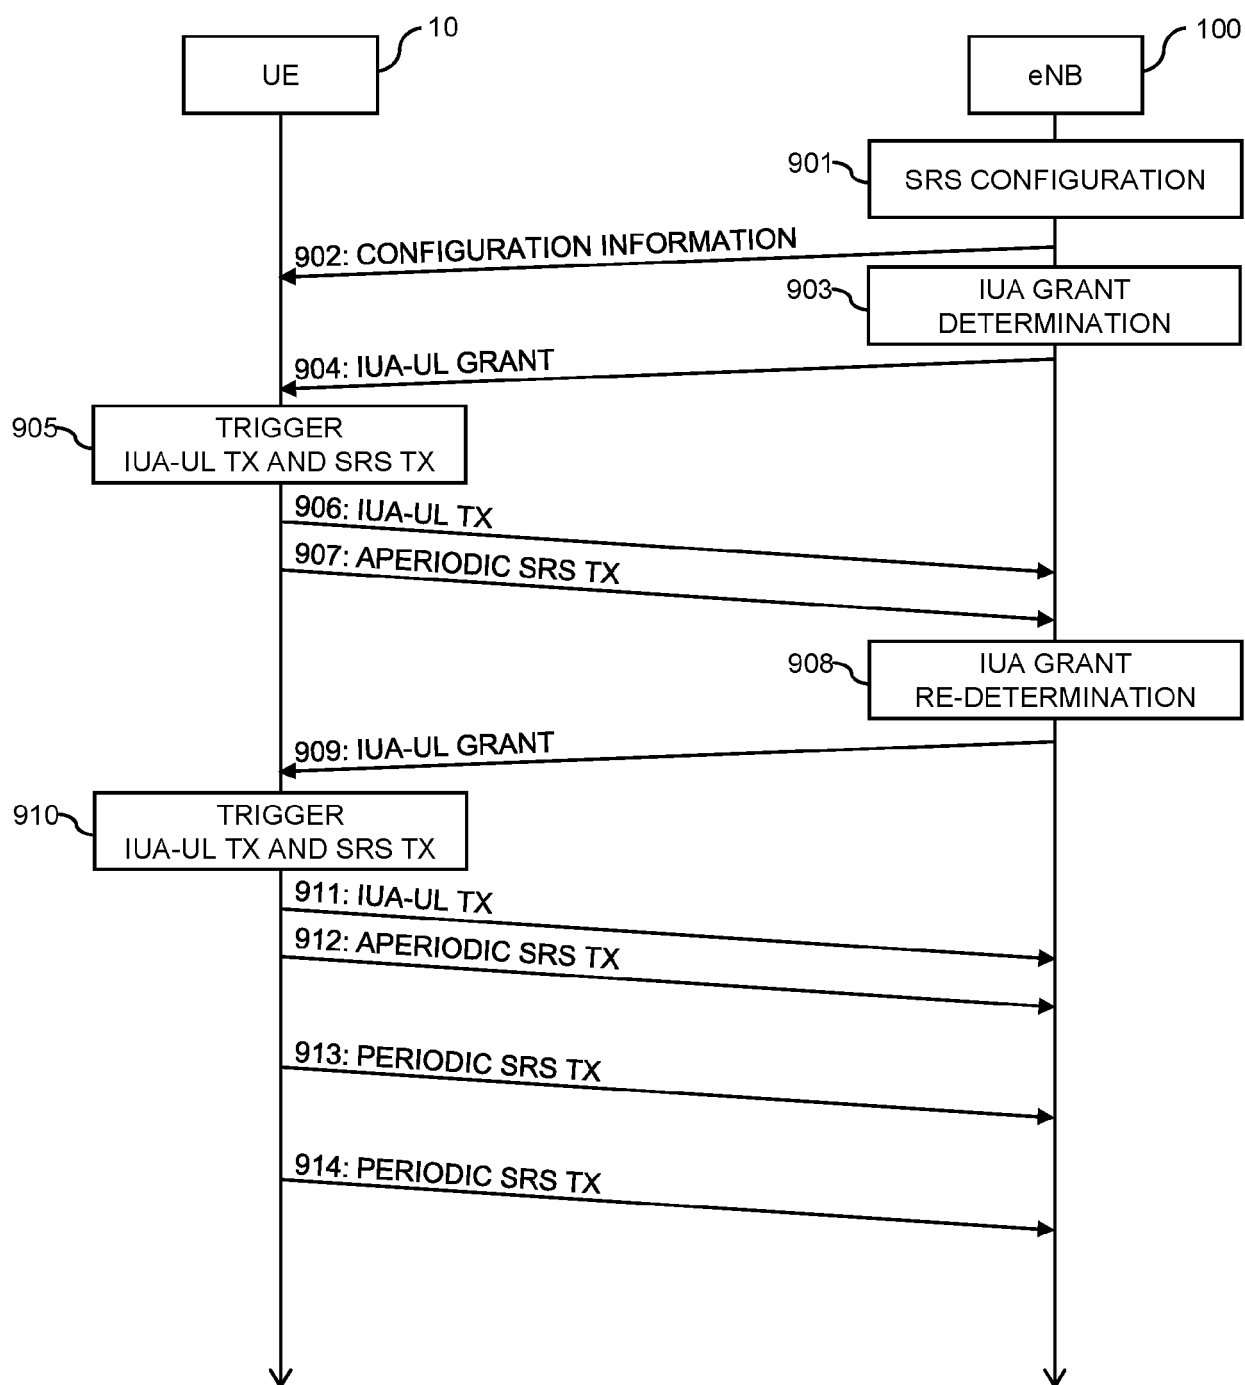 10
100
UE
eNB
901
SRS CONFIGURATION
902: CONFIGURATION INFORMATION
903
IUA GRANT
DETERMINATION
904: IUA-UL GRANT
905
TRIGGER
IUA-UL TX AND SRS TX
906: IUA-UL TX
907: APERIODIC SRS TX
908
IUA GRANT
RE-DETERMINATION
909: IUA-UL GRANT
910
TRIGGER
IUA-UL TX AND SRS TX
911: IUA-UL TX
912: APERIODIC SRS TX
913: PERIODIC SRS TX
914: PERIODIC SRS TX